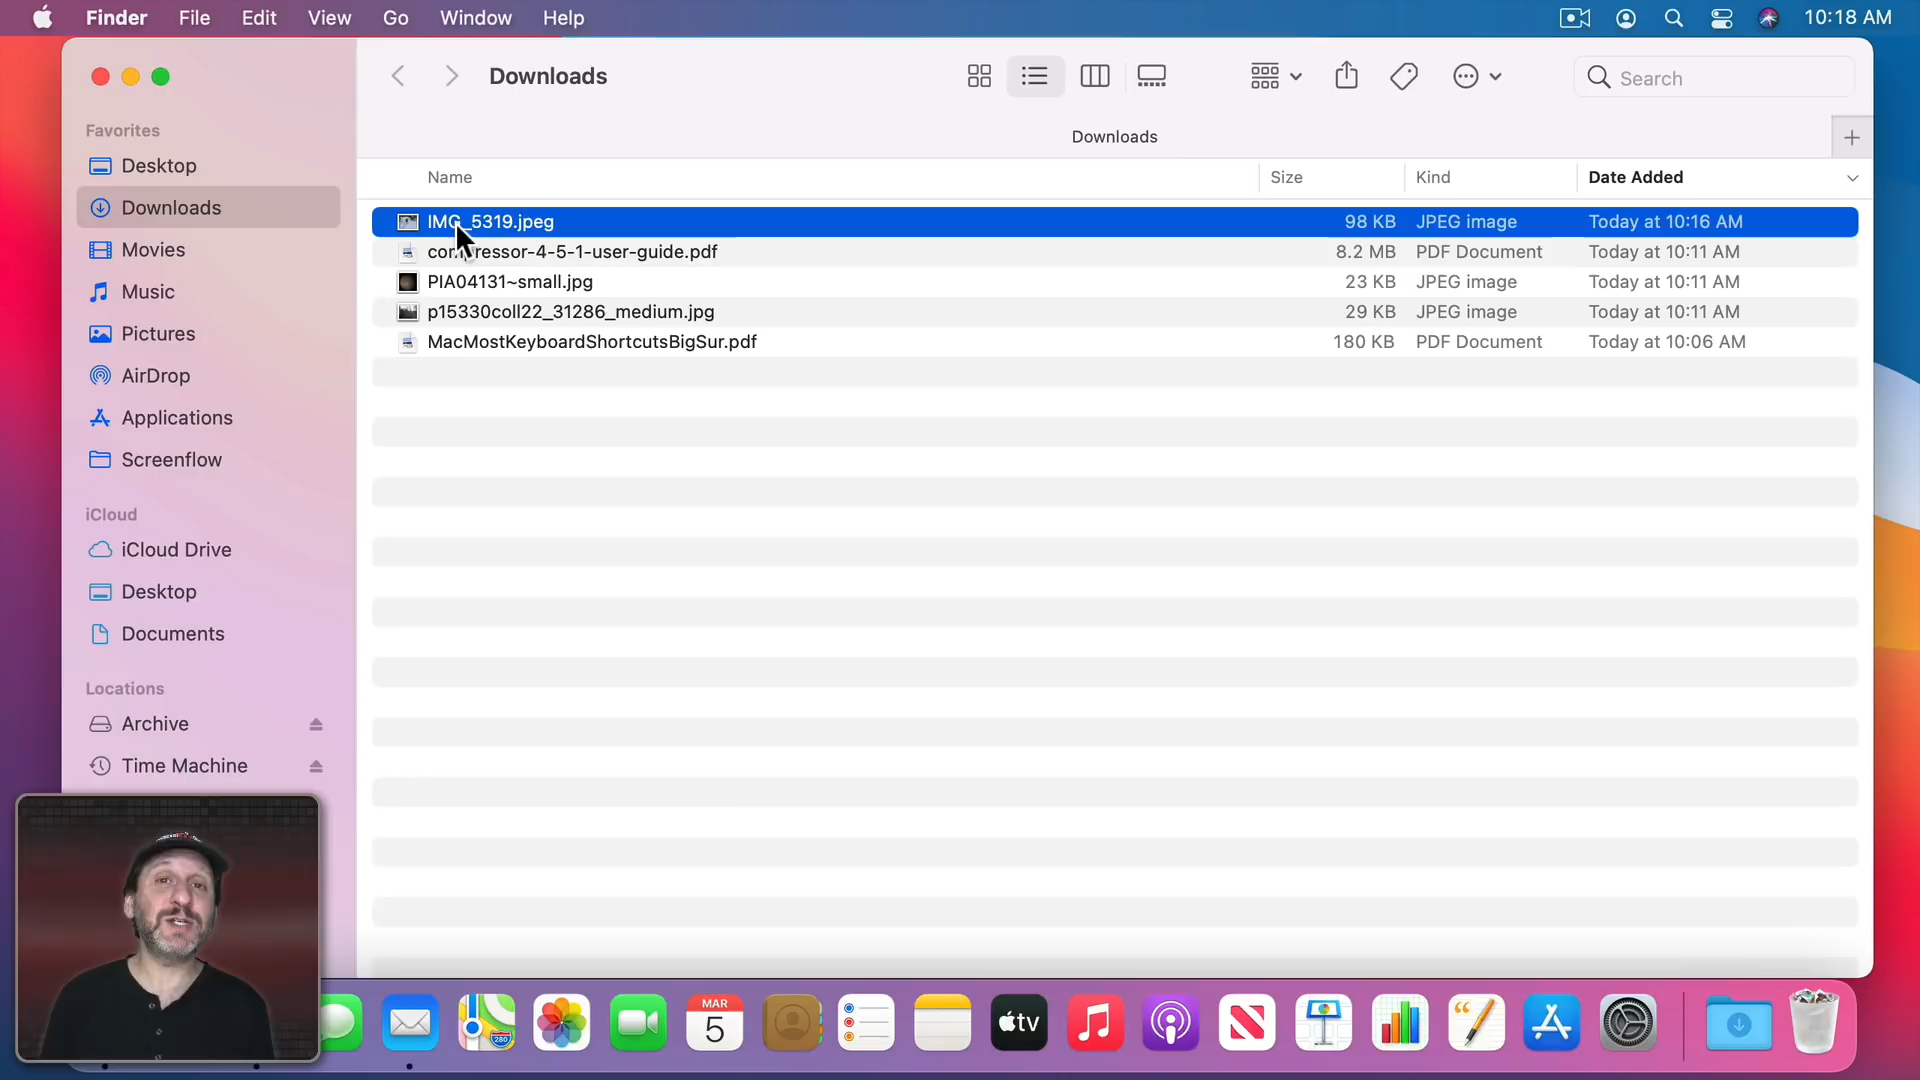 Finder File Edit View Go Window Help 10:18 AM
Downloads Search
Favorites
Desktop
Downloads
Movies
Music
Pictures
AirDrop
Applications
Screenflow
iCloud
iCloud Drive
Desktop
Documents
Locations
Archive
Time Machine
Downloads
Name Size Kind Date Added
IMG_5319.jpeg 98 KB JPEG image Today at 10:16 AM
compressor-4-5-1-user-guide.pdf 8.2 MB PDF Document Today at 10:11 AM
PIA04131~small.jpg 23 KB JPEG image Today at 10:11 AM
p15330coll22_31286_medium.jpg 29 KB JPEG image Today at 10:11 AM
MacMostKeyboardShortcutsBigSur.pdf 180 KB PDF Document Today at 10:06 AM
280
MAR
5
tv